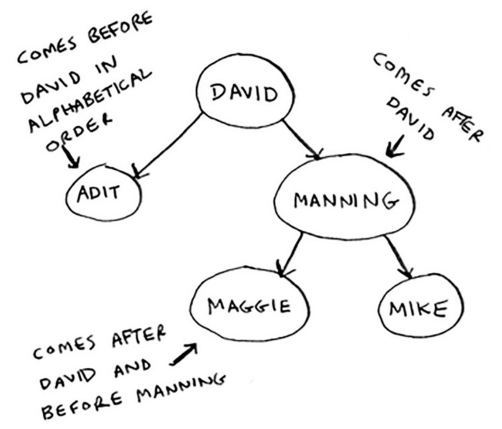 COMES BEFORE
DAVID IN
ALPHABETICAL
ORDER
DAVID
COMES AFTER
DAVID
ADIT
MANNING
MAGGIE
MIKE
COMES AFTER
DAVID AND
BEFORE MANNING